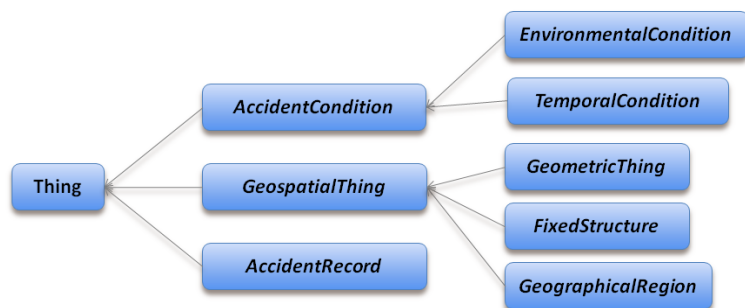 Thing
AccidentCondition
GeospatialThing
AccidentRecord
EnvironmentalCondition
TemporalCondition
GeometricThing
FixedStructure
GeographicalRegion